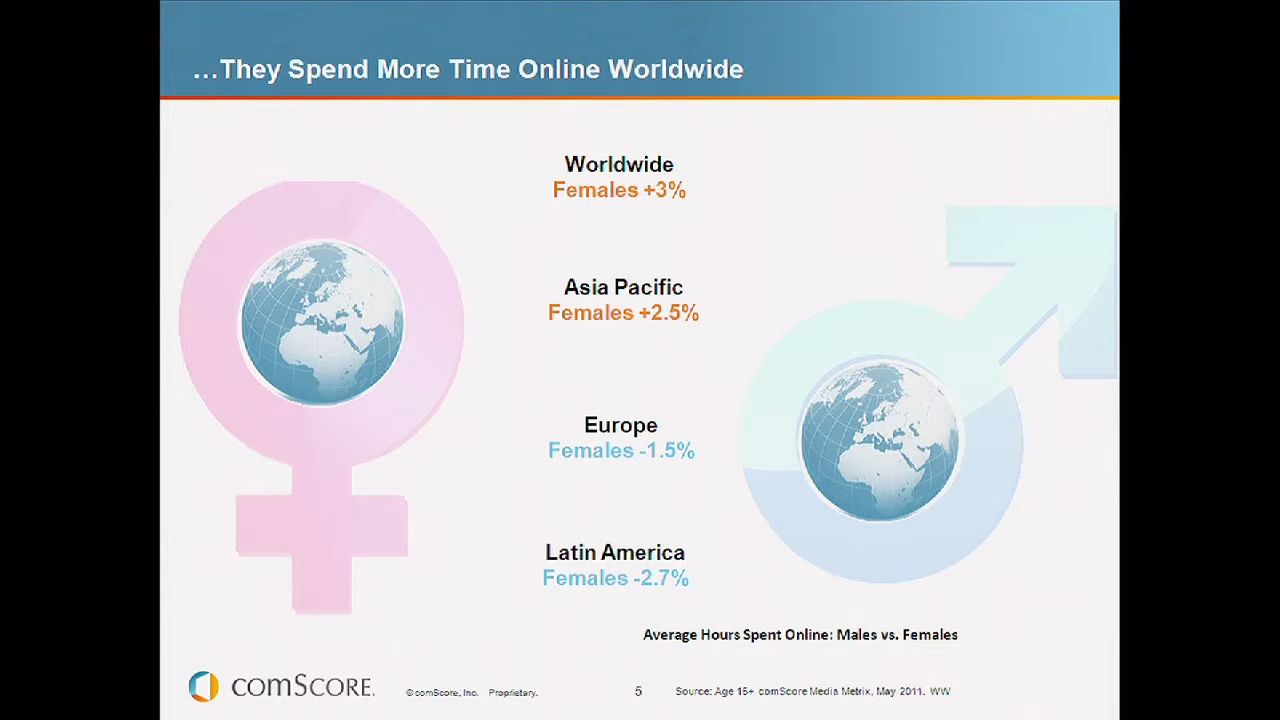 …They Spend More Time Online Worldwide
Worldwide
Females +3%
Asia Pacific
Females +2.5%
Europe
Females -1.5%
Latin America
Females -2.7%
Average Hours Spent Online: Males vs. Females
comScore.
© comScore, Inc. Proprietary.
5
Source: Age 15+ comScore Media Metrix, May 2011, WW